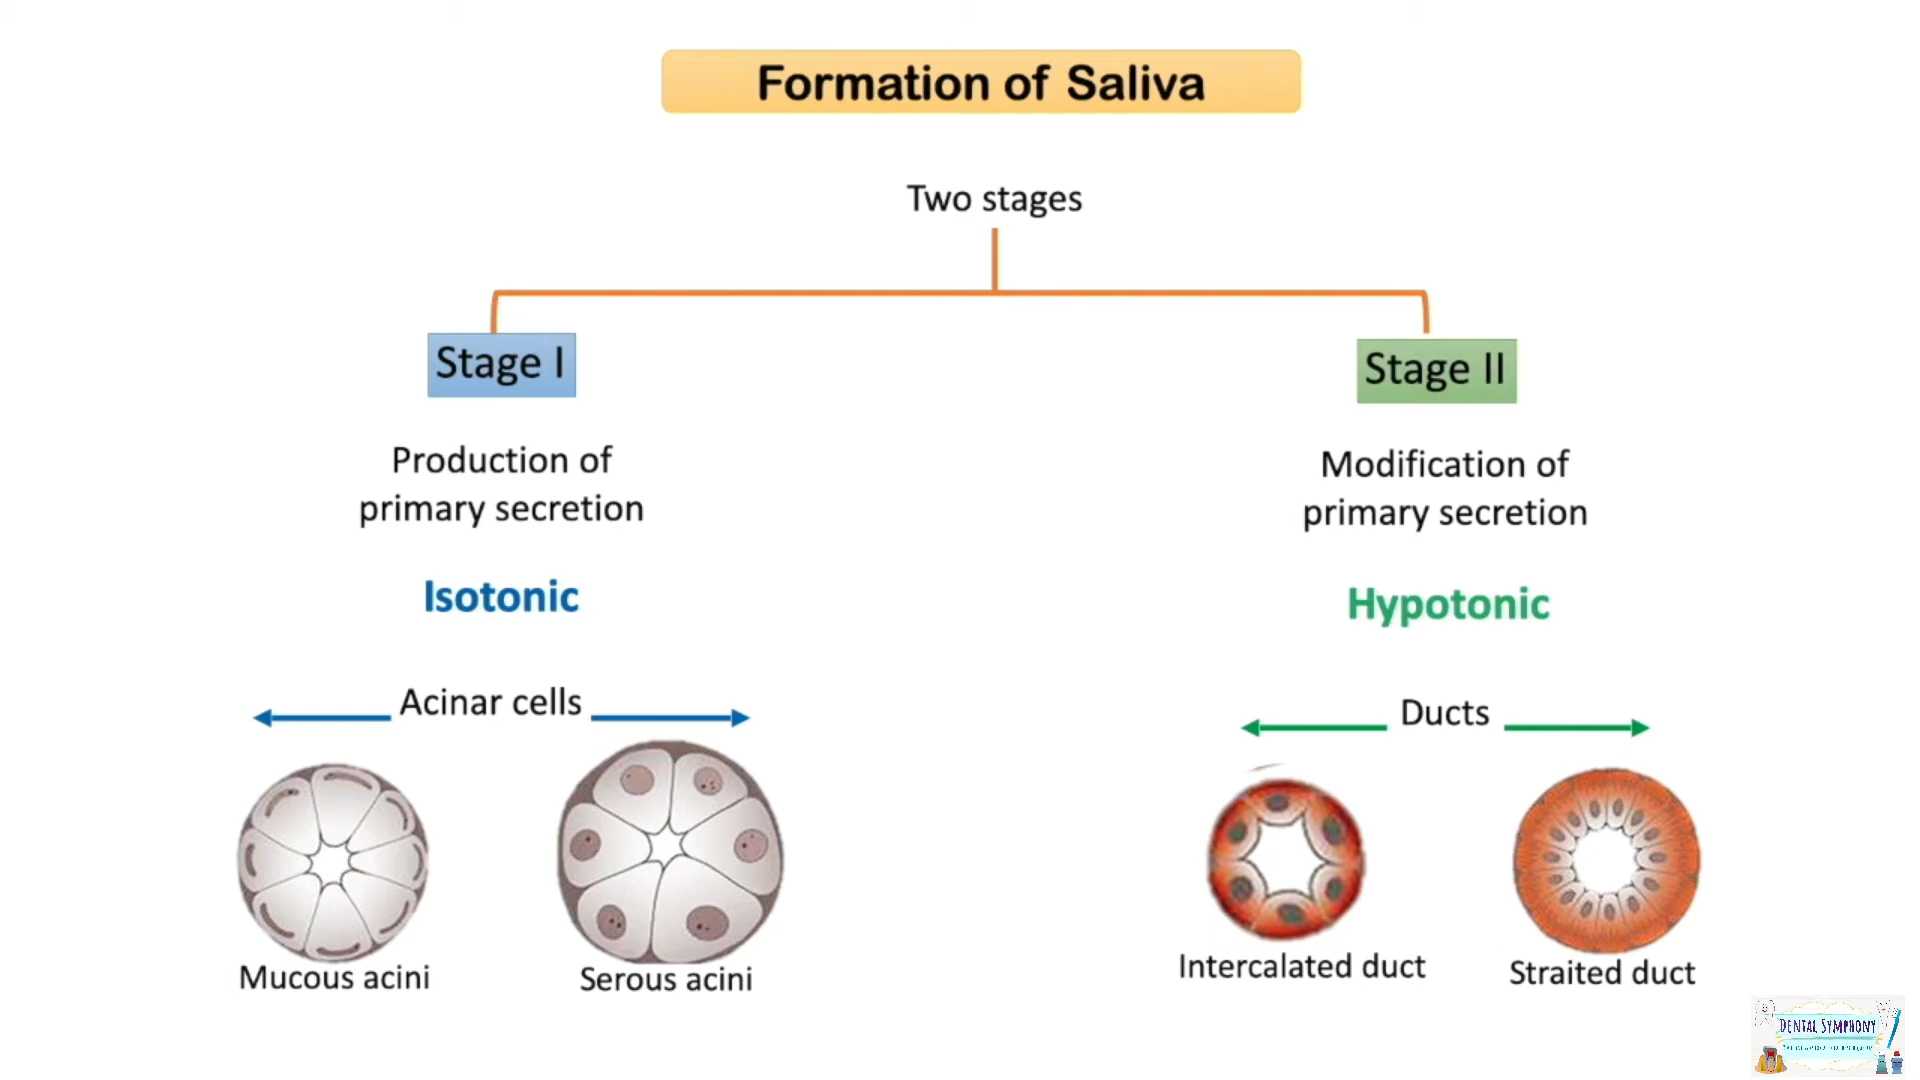 Formation of Saliva
Two stages
Stage I
Production of
primary secretion
Isotonic
Acinar cells
Mucous acini
Serous acini
Stage II
Modification of
primary secretion
Hypotonic
Ducts
Intercalated duct
Straited duct
DENTAL SYMPHONY